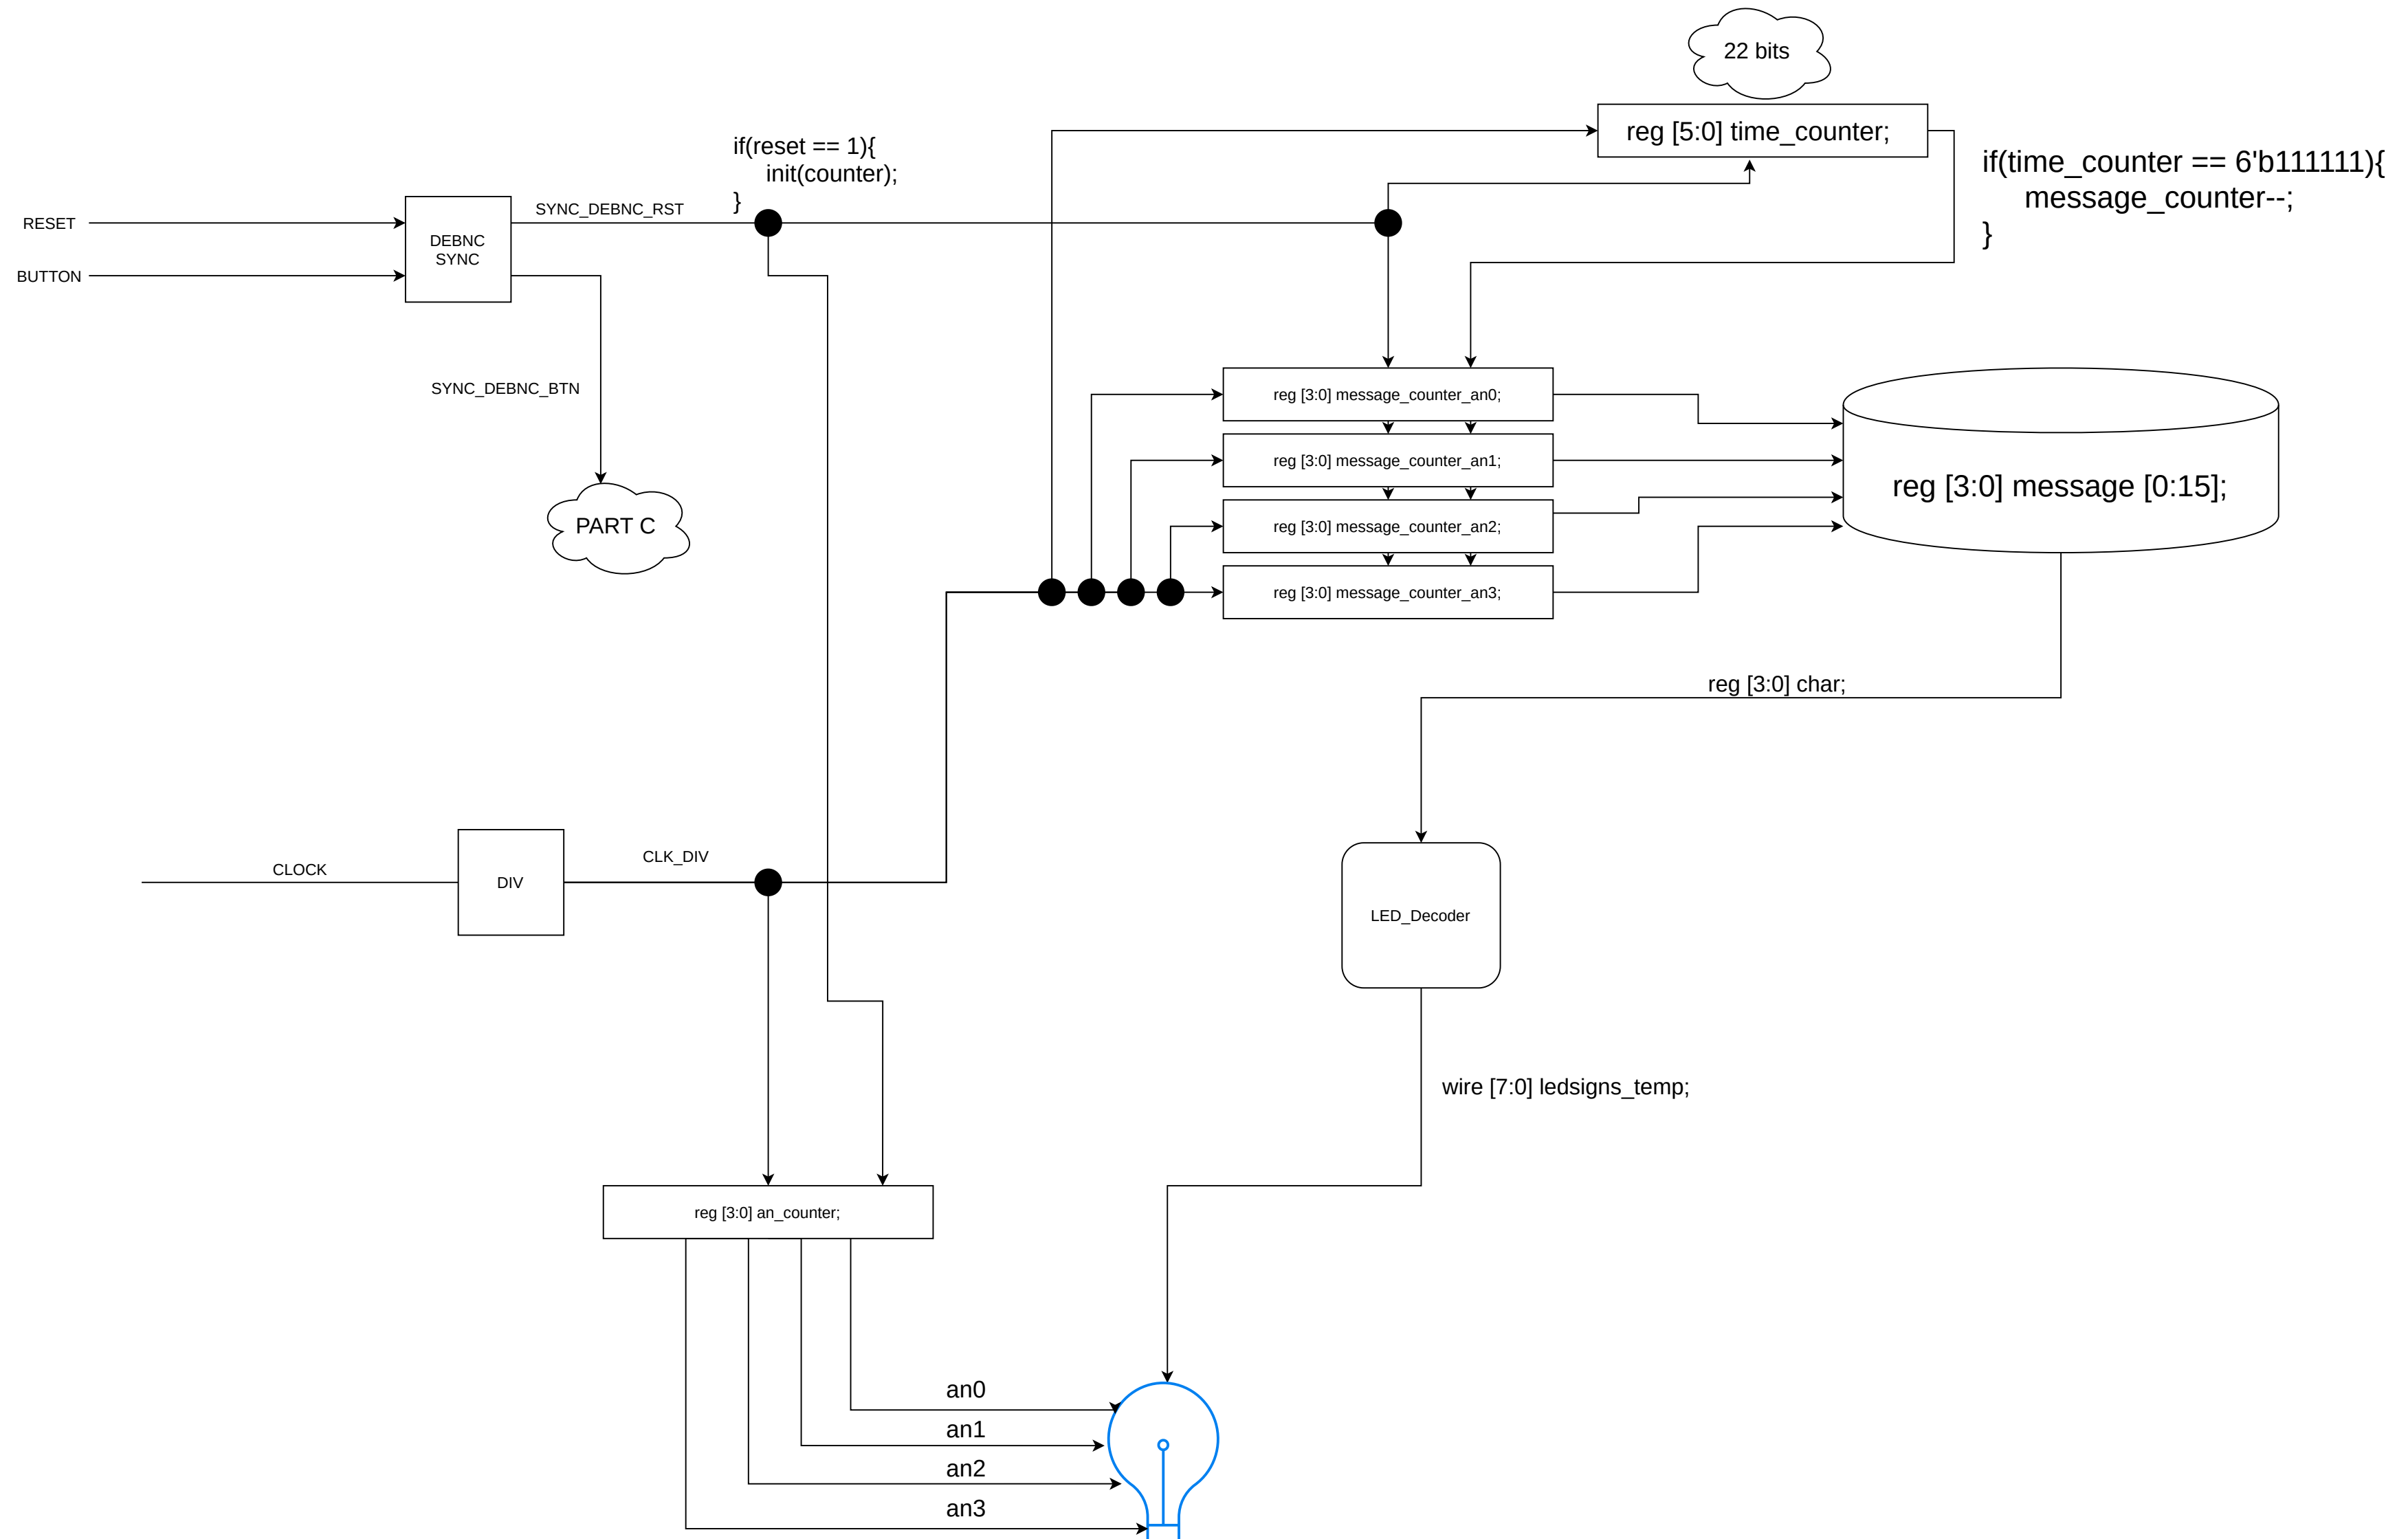 22 bits
reg [5:0] time_counter;
if(reset == 1){
init(counter);
}
if(time_counter == 6'b111111){
message_counter--;
}
RESET
SYNC_DEBNC_RST
DEBNC
SYNC
BUTTON
SYNC_DEBNC_BTN
PART C
reg [3:0] message_counter_an0;
reg [3:0] message_counter_an1;
reg [3:0] message_counter_an2;
reg [3:0] message_counter_an3;
reg [3:0] message [0:15];
reg [3:0] char;
CLOCK
DIV
CLK_DIV
LED_Decoder
wire [7:0] ledsigns_temp;
reg [3:0] an_counter;
an0
an1
an2
an3